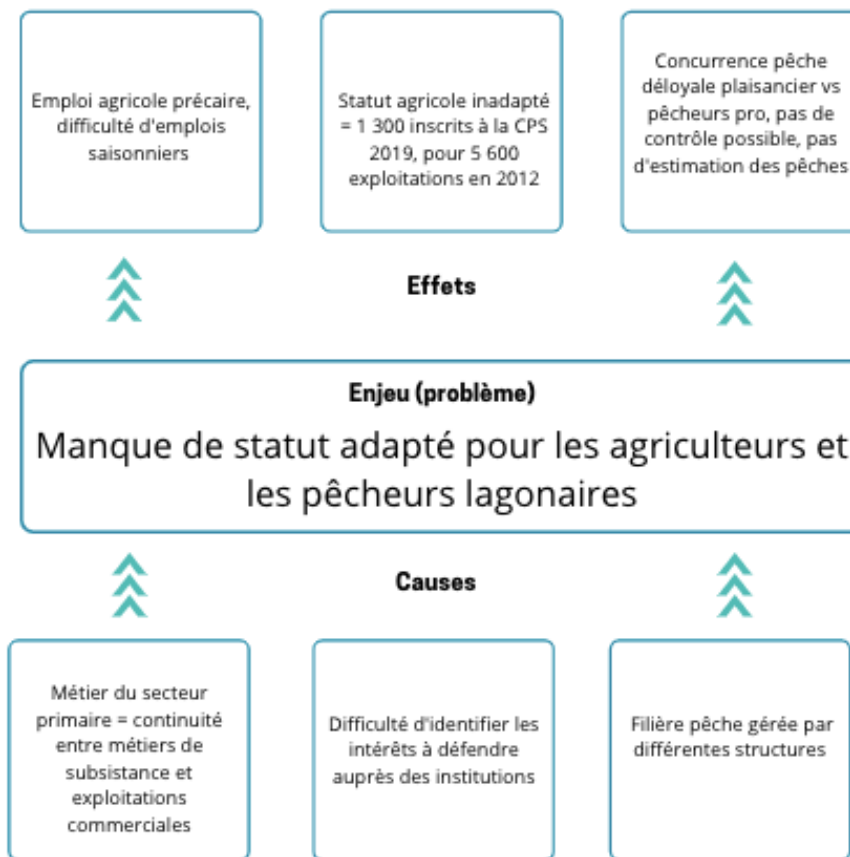 Emploi agricole précaire,
difficulté d'emplois
saisonniers
Statut agricole inadapté
= 1 300 inscrits à la CPS
2019, pour 5 600
exploitations en 2012
Concurrence pêche
déloyale plaisancier vs
pêcheurs pro, pas de
contrôle possible, pas
d'estimation des pêches
Effets
Enjeu (problème)
Manque de statut adapté pour les agriculteurs et
les pêcheurs lagonaires
Causes
Métier du secteur
primaire = continuité
entre métiers de
subsistance et
exploitations
commerciales
Difficulté d'identifier les
intérêts à défendre
auprès des institutions
Filière pêche gérée par
différentes structures